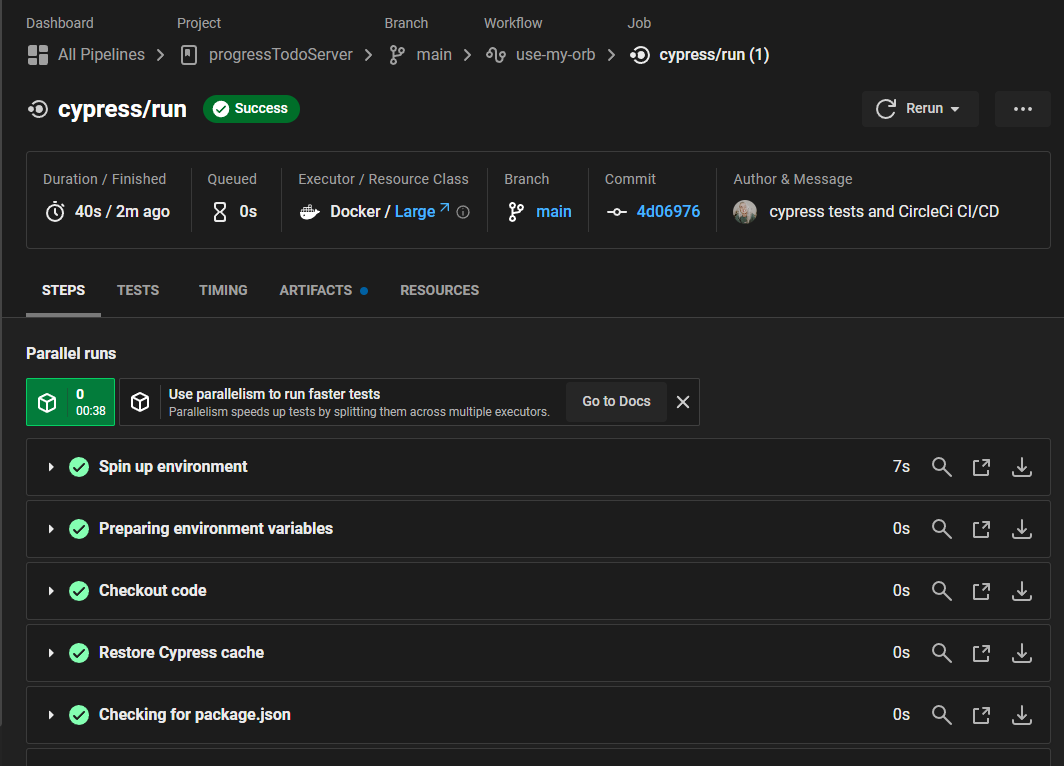 Dashboard Project Branch Workflow Job
All Pipelines progressTodoServer main use-my-orb cypress/run (1)
cypress/run Success Rerun
Duration / Finished Queued Executor / Resource Class Branch Commit Author & Message
40s / 2m ago 0s Docker / Large main 4d06976 cypress tests and CircleCi CI/CD
STEPS TESTS TIMING ARTIFACTS RESOURCES
Parallel runs
0
00:38
Use parallelism to run faster tests
Parallelism speeds up tests by splitting them across multiple executors.
Go to Docs
Spin up environment 7s
Preparing environment variables 0s
Checkout code 0s
Restore Cypress cache 0s
Checking for package.json 0s